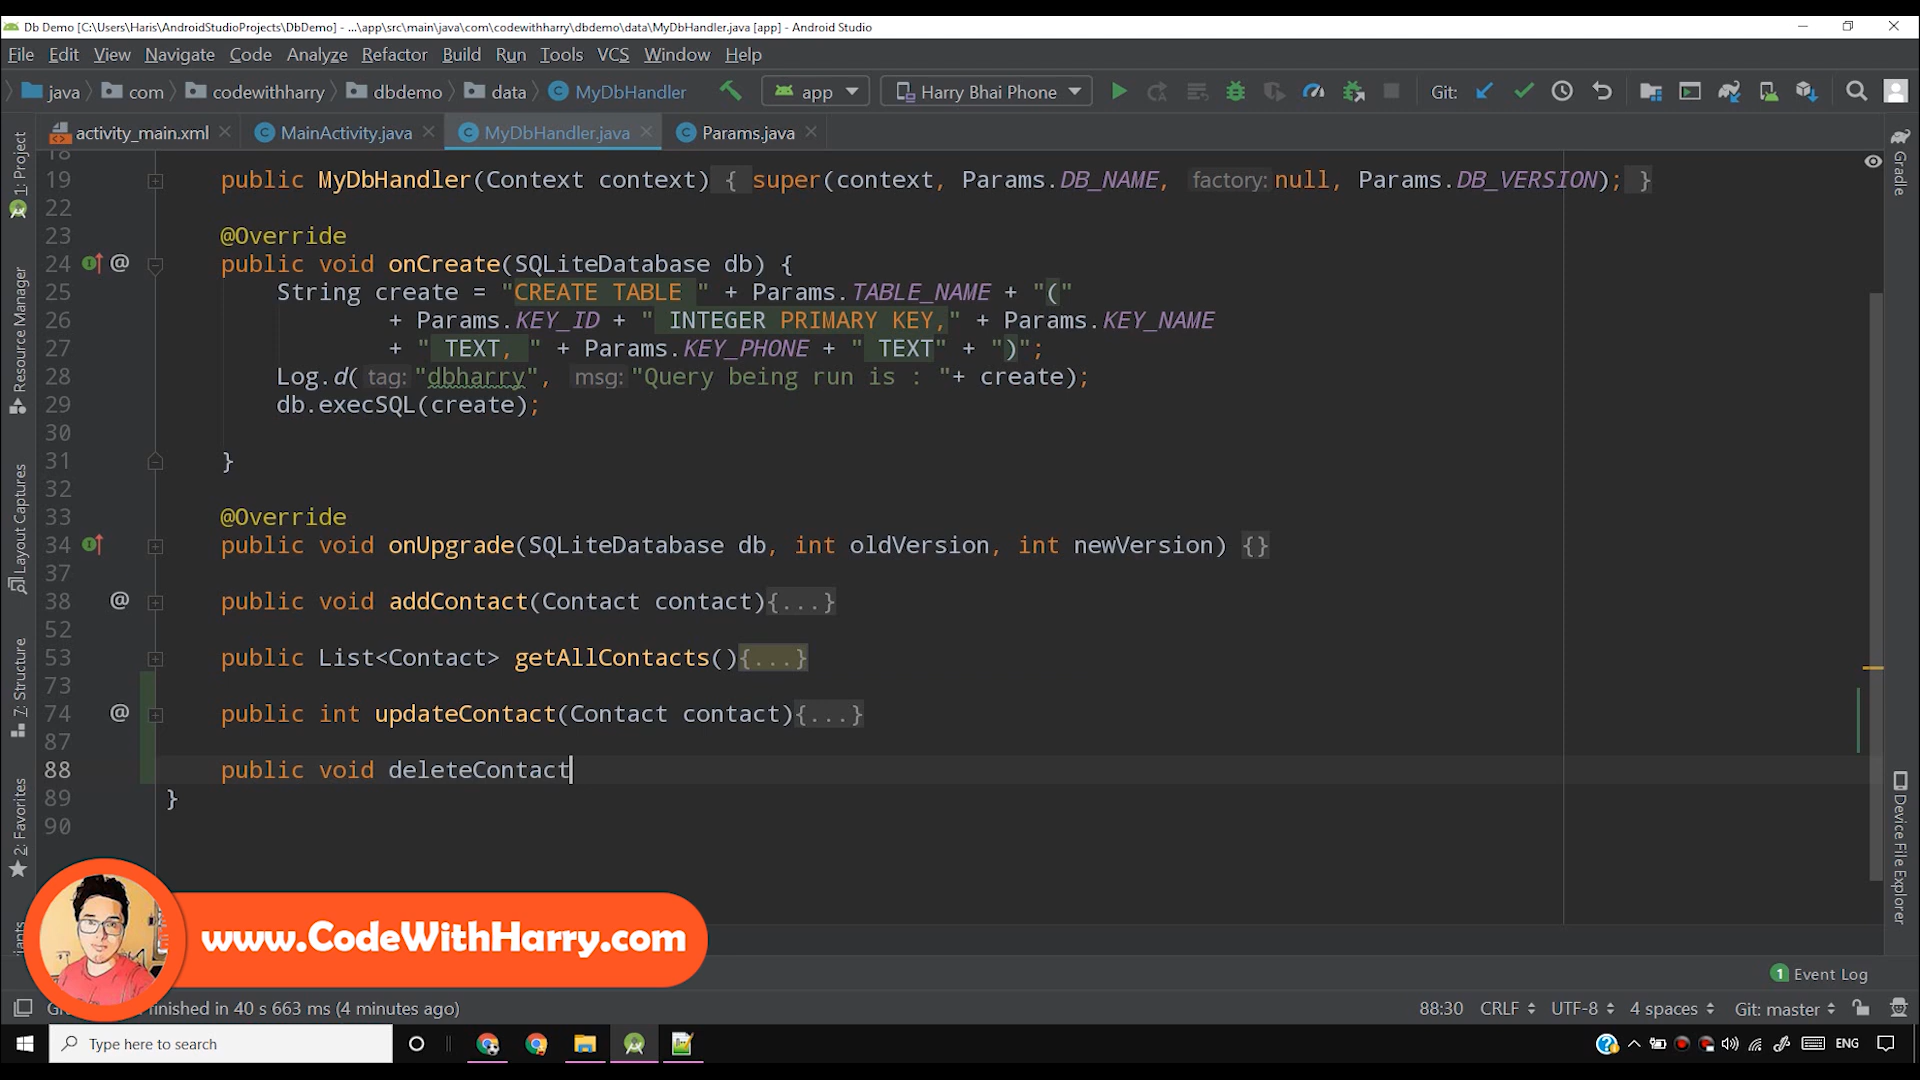 Db Demo [C:\Users\Haris\AndroidStudioProjects\DbDemo] - ...\app\src\main\java\com\codewithharry\dbdemo\data\MyDbHandler.java [app] - Android Studio
File Edit View Navigate Code Analyze Refactor Build Run Tools VCS Window Help
java com codewithharry dbdemo data MyDbHandler app Harry Bhai Phone Git:
activity_main.xml MainActivity.java MyDbHandler.java Params.java
1: Project
Resource Manager
Layout Captures
7: Structure
2: Favorites
Gradle
Device File Explorer
18
19 public MyDbHandler(Context context) { super(context, Params.DB_NAME, factory: null, Params.DB_VERSION); }
22
23 @Override
24 @ public void onCreate(SQLiteDatabase db) {
25 String create = "CREATE TABLE " + Params.TABLE_NAME + "("
26 + Params.KEY_ID + " INTEGER PRIMARY KEY," + Params.KEY_NAME
27 + " TEXT, " + Params.KEY_PHONE + " TEXT" + ")";
28 Log.d( tag: "dbharry", msg: "Query being run is : "+ create);
29 db.execSQL(create);
30
31 }
32
33 @Override
34 public void onUpgrade(SQLiteDatabase db, int oldVersion, int newVersion) {}
37
38 @ public void addContact(Contact contact){...}
52
53 public List<Contact> getAllContacts(){...}
73
74 @ public int updateContact(Contact contact){...}
87
88 public void deleteContact
89 }
90
www.CodeWithHarry.com
1 Event Log
finished in 40 s 663 ms (4 minutes ago) 88:30 CRLF UTF-8 4 spaces Git: master
Type here to search ENG